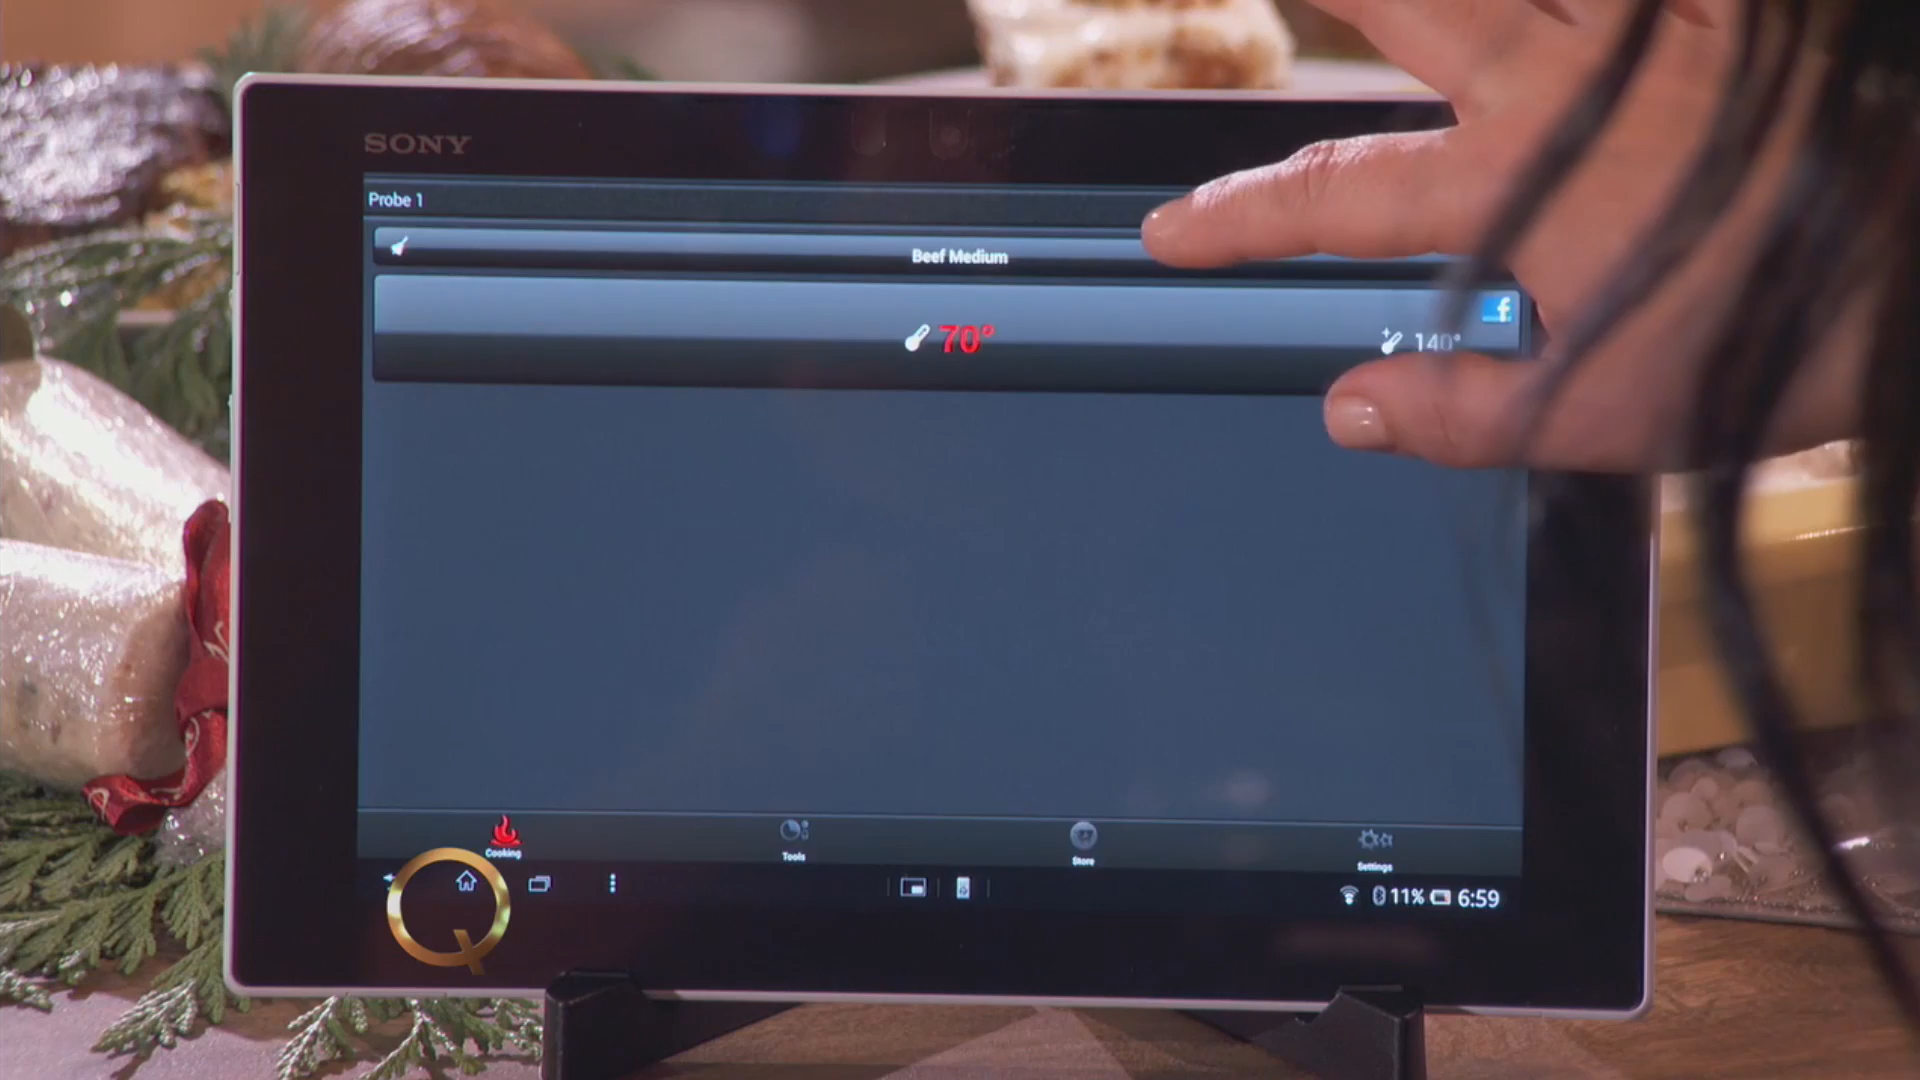 SONY
Probe 1
Beef Medium
70°
140°
Cooking
Tools
Store
Settings
11%
6:59